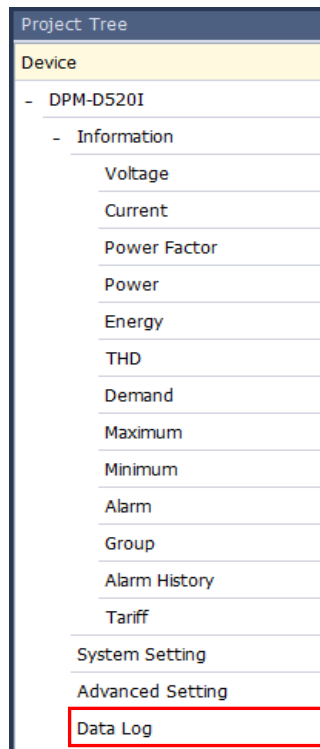 Project Tree
Device
- DPM-D520I
- Information
Voltage
Current
Power Factor
Power
Energy
THD
Demand
Maximum
Minimum
Alarm
Group
Alarm History
Tariff
System Setting
Advanced Setting
Data Log